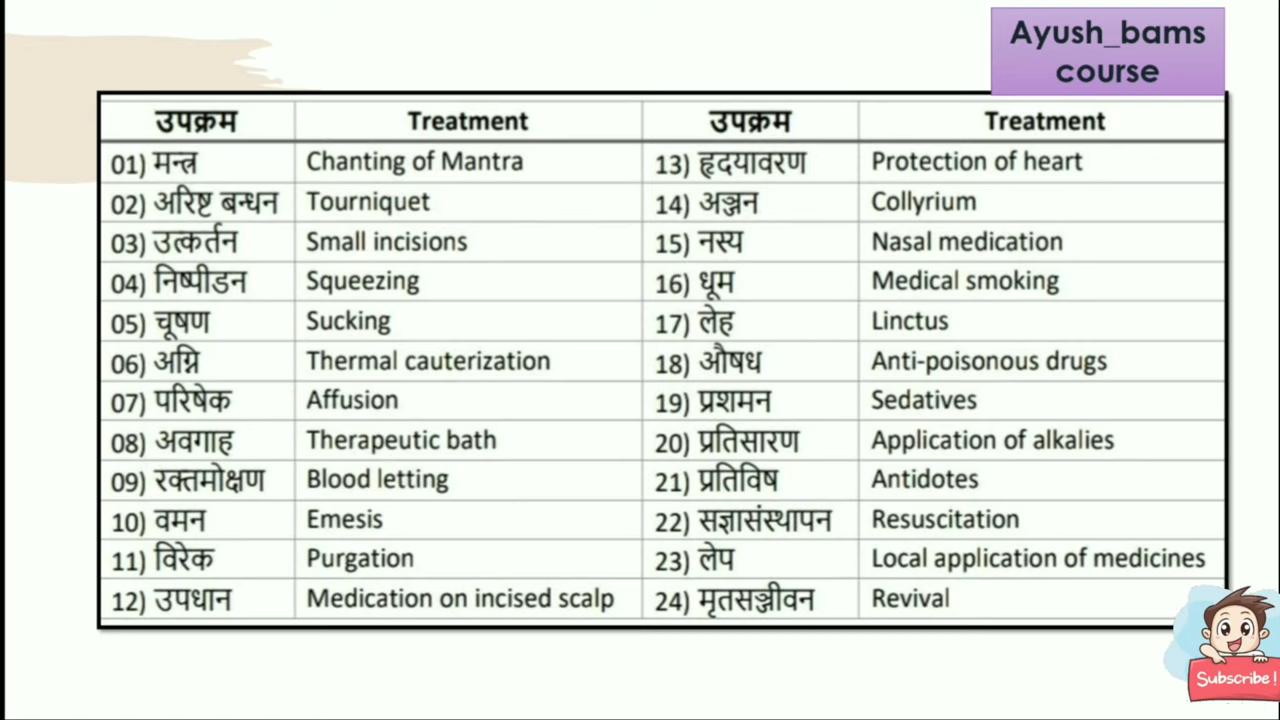 Ayush_bams
course
उपक्रम Treatment उपक्रम Treatment
01) मन्त्र Chanting of Mantra 13) हृदयावरण Protection of heart
02) अरिष्ट बन्धन Tourniquet 14) अञ्जन Collyrium
03) उत्कर्तन Small incisions 15) नस्य Nasal medication
04) निष्पीडन Squeezing 16) धूम Medical smoking
05) चूषण Sucking 17) लेह Linctus
06) अग्नि Thermal cauterization 18) औषध Anti-poisonous drugs
07) परिषेक Affusion 19) प्रशमन Sedatives
08) अवगाह Therapeutic bath 20) प्रतिसारण Application of alkalies
09) रक्तमोक्षण Blood letting 21) प्रतिविष Antidotes
10) वमन Emesis 22) सज्ञासंस्थापन Resuscitation
11) विरेक Purgation 23) लेप Local application of medicines
12) उपधान Medication on incised scalp 24) मृतसञ्जीवन Revival
Subscribe!